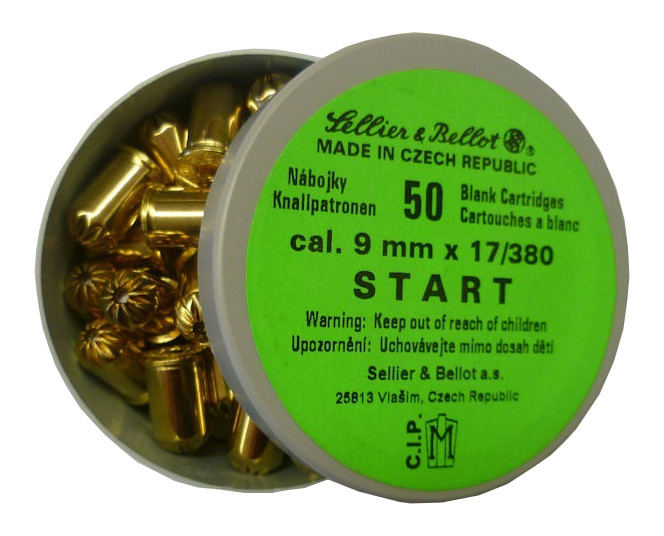 Sellier & Bellot ®
MADE IN CZECH REPUBLIC
Nábojky
Knallpatronen
50
Blank Cartridges
Cartouches a blanc
cal. 9 mm x 17/380
START
Warning: Keep out of reach of children
Upozornění: Uchovávejte mimo dosah dětí
Sellier & Bellot a.s.
25813 Vlašim, Czech Republic
C.I.P.
M